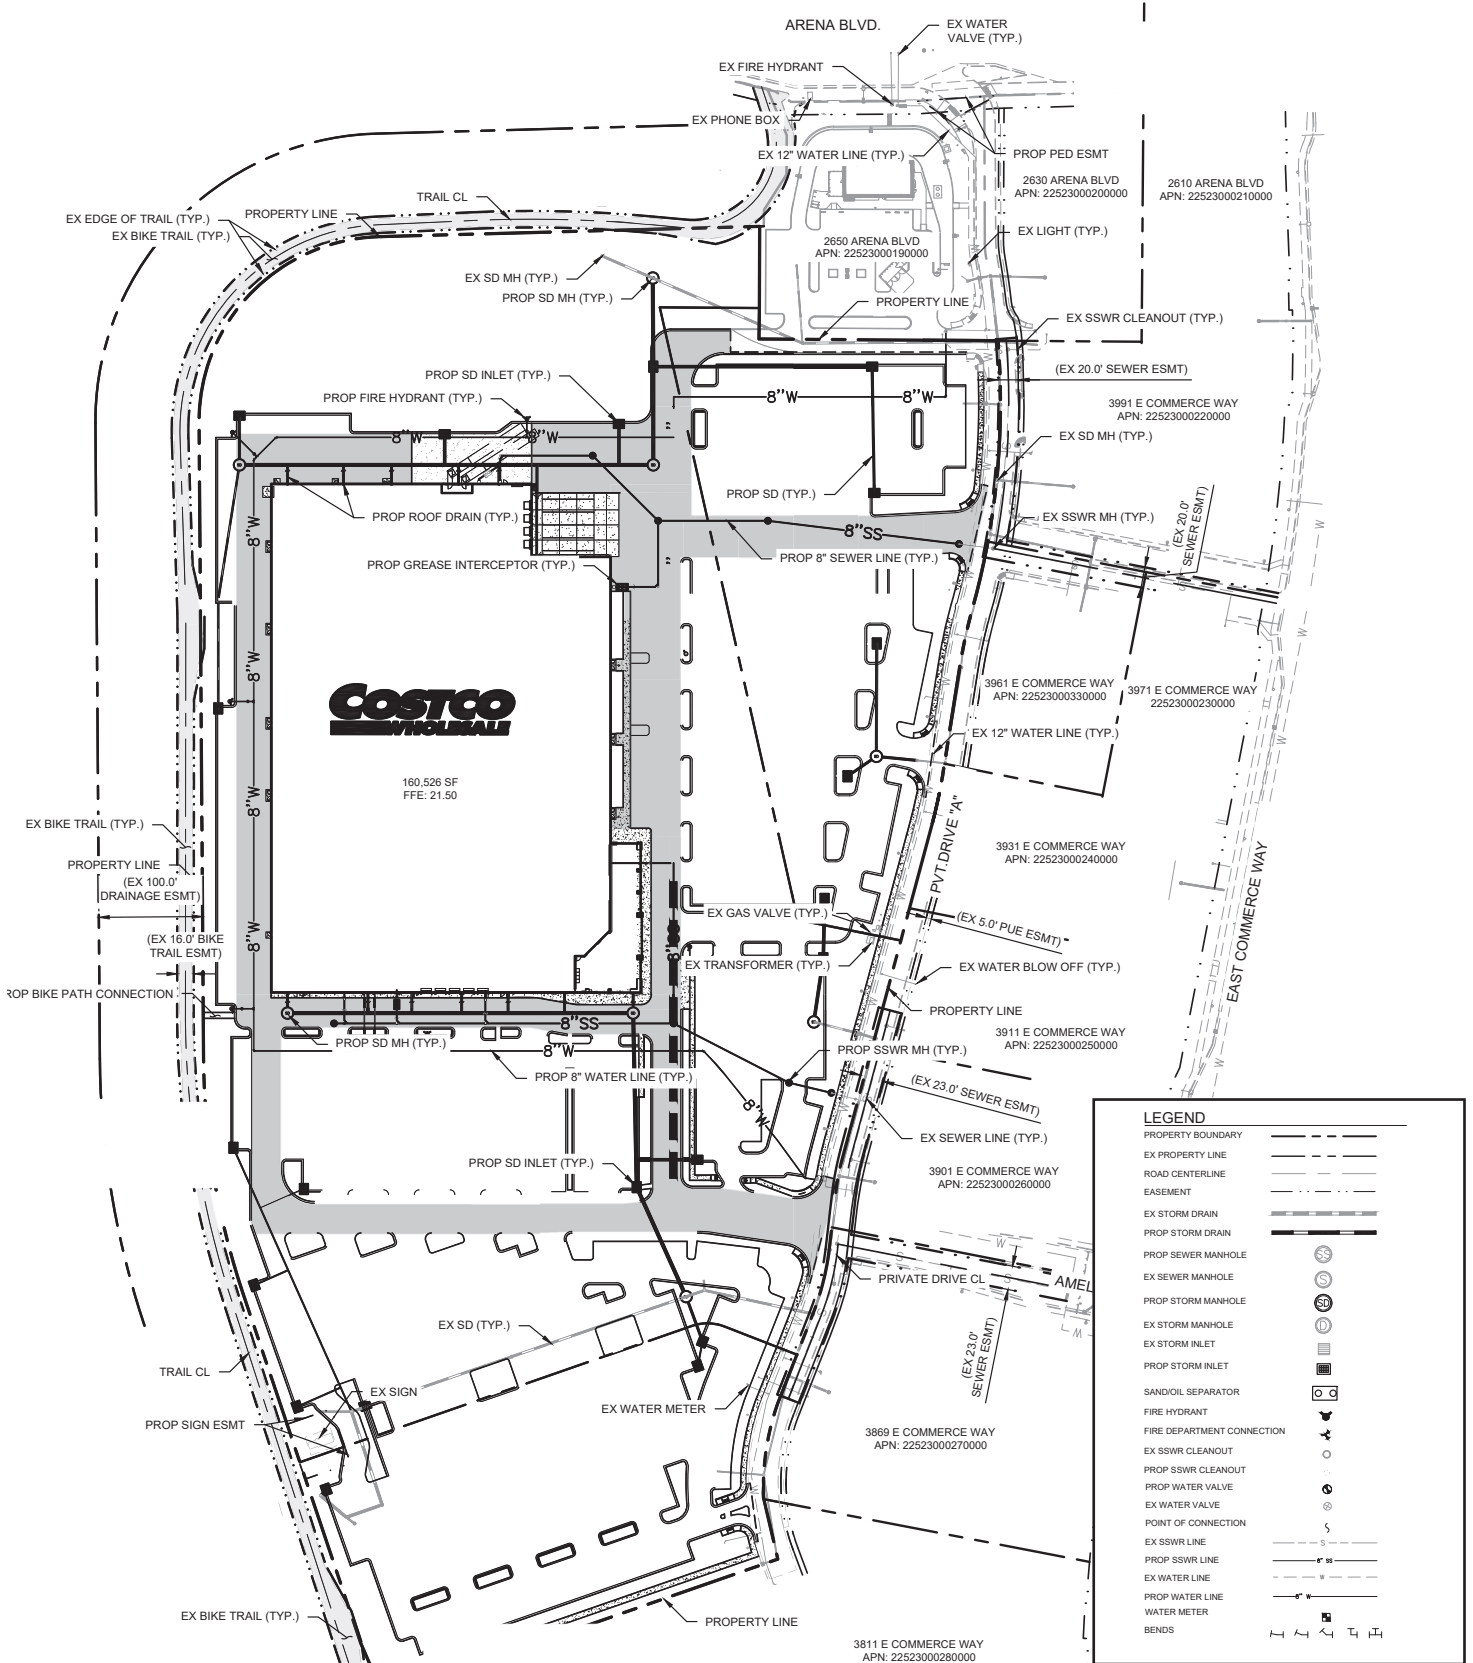 ARENA BLVD.
EX WATER
VALVE (TYP.)
EX FIRE HYDRANT
EX PHONE BOX
EX 12" WATER LINE (TYP.)
PROP PED ESMT
2630 ARENA BLVD
APN: 22523000200000
2610 ARENA BLVD
APN: 22523000210000
TRAIL CL
EX EDGE OF TRAIL (TYP.)
PROPERTY LINE
EX BIKE TRAIL (TYP.)
EX LIGHT (TYP.)
2650 ARENA BLVD
APN: 22523000190000
EX SD MH (TYP.)
PROP SD MH (TYP.)
PROPERTY LINE
EX SSWR CLEANOUT (TYP.)
PROP SD INLET (TYP.)
(EX 20.0' SEWER ESMT)
PROP FIRE HYDRANT (TYP.)
8"W
8"W
3991 E COMMERCE WAY
APN: 22523000220000
8"W
8"W
EX SD MH (TYP.)
PROP SD (TYP.)
PROP ROOF DRAIN (TYP.)
EX SSWR MH (TYP.)
(EX 20.0'
SEWER ESMT)
8"W
8"SS
PROP 8" SEWER LINE (TYP.)
PROP GREASE INTERCEPTOR (TYP.)
8"W
COSTCO
WHOLESALE
3961 E COMMERCE WAY
APN: 22523000330000
3971 E COMMERCE WAY
22523000230000
EX 12" WATER LINE (TYP.)
160,526 SF
FFE: 21.50
8"W
EX BIKE TRAIL (TYP.)
PVT.DRIVE "A"
3931 E COMMERCE WAY
APN: 22523000240000
PROPERTY LINE
(EX 100.0'
DRAINAGE ESMT)
EAST COMMERCE WAY
EX GAS VALVE (TYP.)
(EX 5.0' PUE ESMT)
(EX 16.0' BIKE
TRAIL ESMT)
8"W
EX TRANSFORMER (TYP.)
EX WATER BLOW OFF (TYP.)
ROP BIKE PATH CONNECTION
PROPERTY LINE
8"SS
3911 E COMMERCE WAY
APN: 22523000250000
PROP SD MH (TYP.)
8"W
PROP SSWR MH (TYP.)
PROP 8" WATER LINE (TYP.)
(EX 23.0' SEWER ESMT)
8"W
EX SEWER LINE (TYP.)
PROP SD INLET (TYP.)
3901 E COMMERCE WAY
APN: 22523000260000
PRIVATE DRIVE CL
AMEL
EX SD (TYP.)
(EX 23.0'
SEWER ESMT)
TRAIL CL
EX SIGN
EX WATER METER
PROP SIGN ESMT
3869 E COMMERCE WAY
APN: 22523000270000
EX BIKE TRAIL (TYP.)
PROPERTY LINE
3811 E COMMERCE WAY
APN: 22523000280000
LEGEND
PROPERTY BOUNDARY
EX PROPERTY LINE
ROAD CENTERLINE
EASEMENT
EX STORM DRAIN
PROP STORM DRAIN
PROP SEWER MANHOLE SS
EX SEWER MANHOLE S
PROP STORM MANHOLE SD
EX STORM MANHOLE D
EX STORM INLET
PROP STORM INLET
SAND/OIL SEPARATOR
FIRE HYDRANT
FIRE DEPARTMENT CONNECTION
EX SSWR CLEANOUT
PROP SSWR CLEANOUT
PROP WATER VALVE
EX WATER VALVE
POINT OF CONNECTION
EX SSWR LINE S
PROP SSWR LINE 8" SS
EX WATER LINE W
PROP WATER LINE 8" W
WATER METER
BENDS